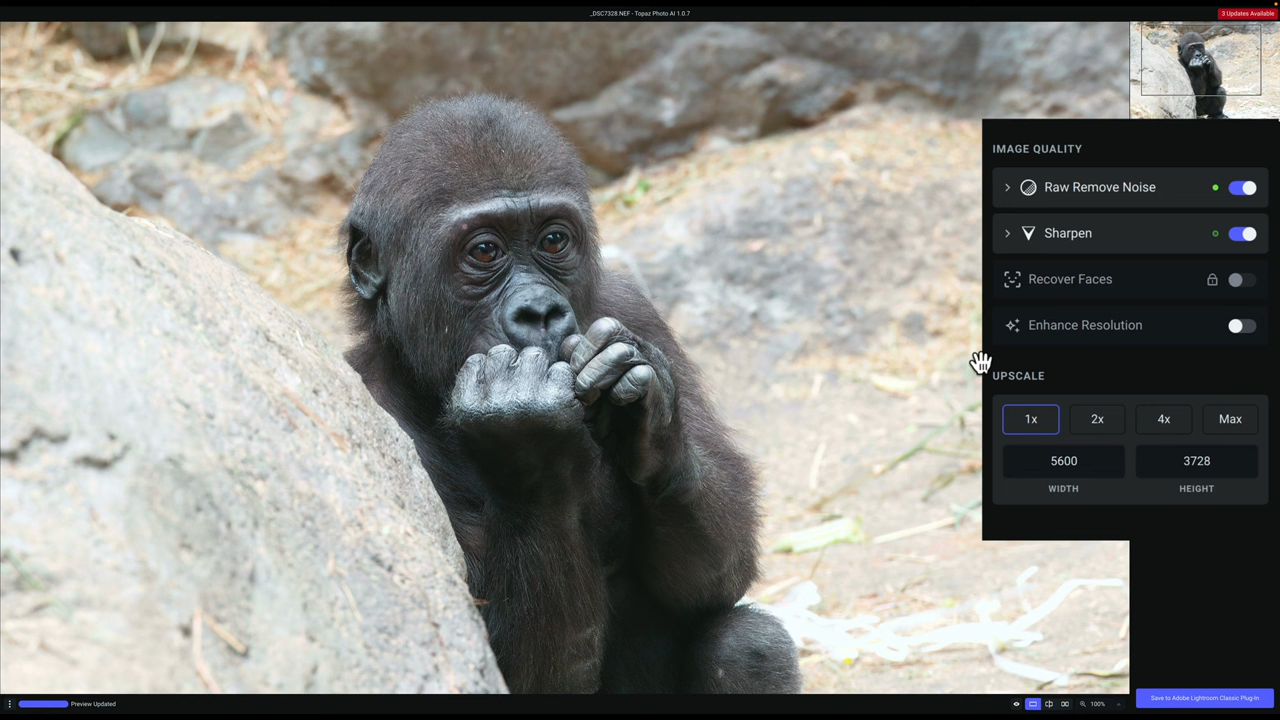 _DSC7328.NEF - Topaz Photo AI 1.0.7
3 Updates Available
IMAGE QUALITY
Raw Remove Noise
Sharpen
Recover Faces
Enhance Resolution
UPSCALE
1x 2x 4x Max
5600 3728
WIDTH HEIGHT
Preview Updated
100%
Save to Adobe Lightroom Classic Plug-In